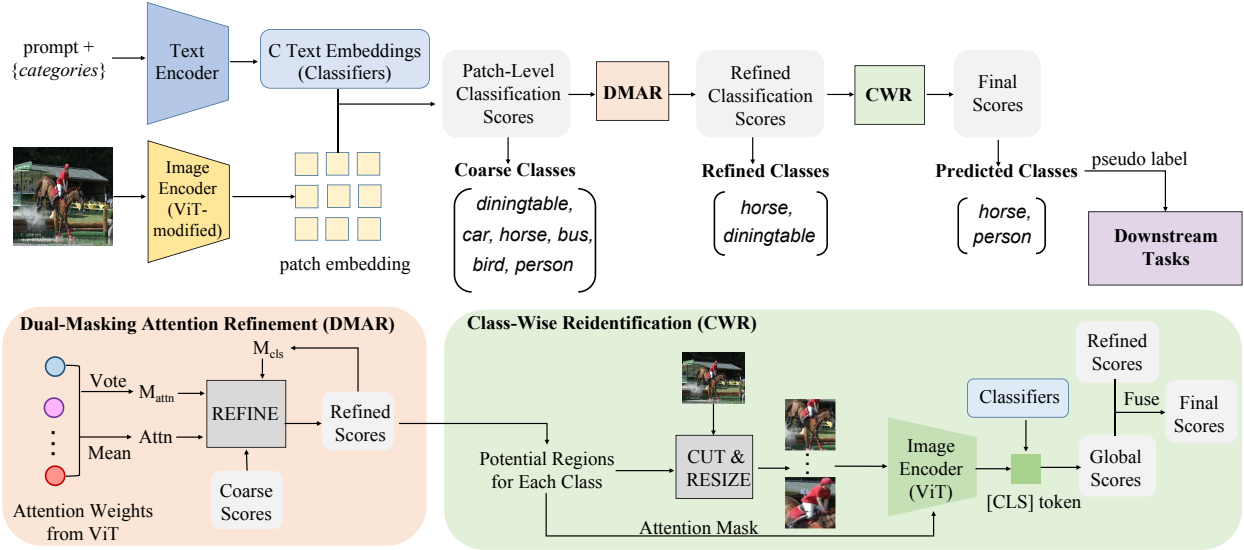 prompt +
{categories}
Text
Encoder
C Text Embeddings
(Classifiers)
Patch-Level
Classification
Scores
DMAR
Refined
Classification
Scores
CWR
Final
Scores
Image
Encoder
(ViT-
modified)
patch embedding
Coarse Classes
diningtable,
car, horse, bus,
bird, person
Refined Classes
horse,
diningtable
Predicted Classes
horse,
person
pseudo label
Downstream
Tasks
Dual-Masking Attention Refinement (DMAR)
M_cls
Vote
M_attn
REFINE
Attn
Mean
Refined
Scores
Coarse
Scores
Attention Weights
from ViT
Class-Wise Reidentification (CWR)
Potential Regions
for Each Class
CUT &
RESIZE
Attention Mask
Image
Encoder
(ViT)
Classifiers
[CLS] token
Refined
Scores
Fuse
Global
Scores
Final
Scores